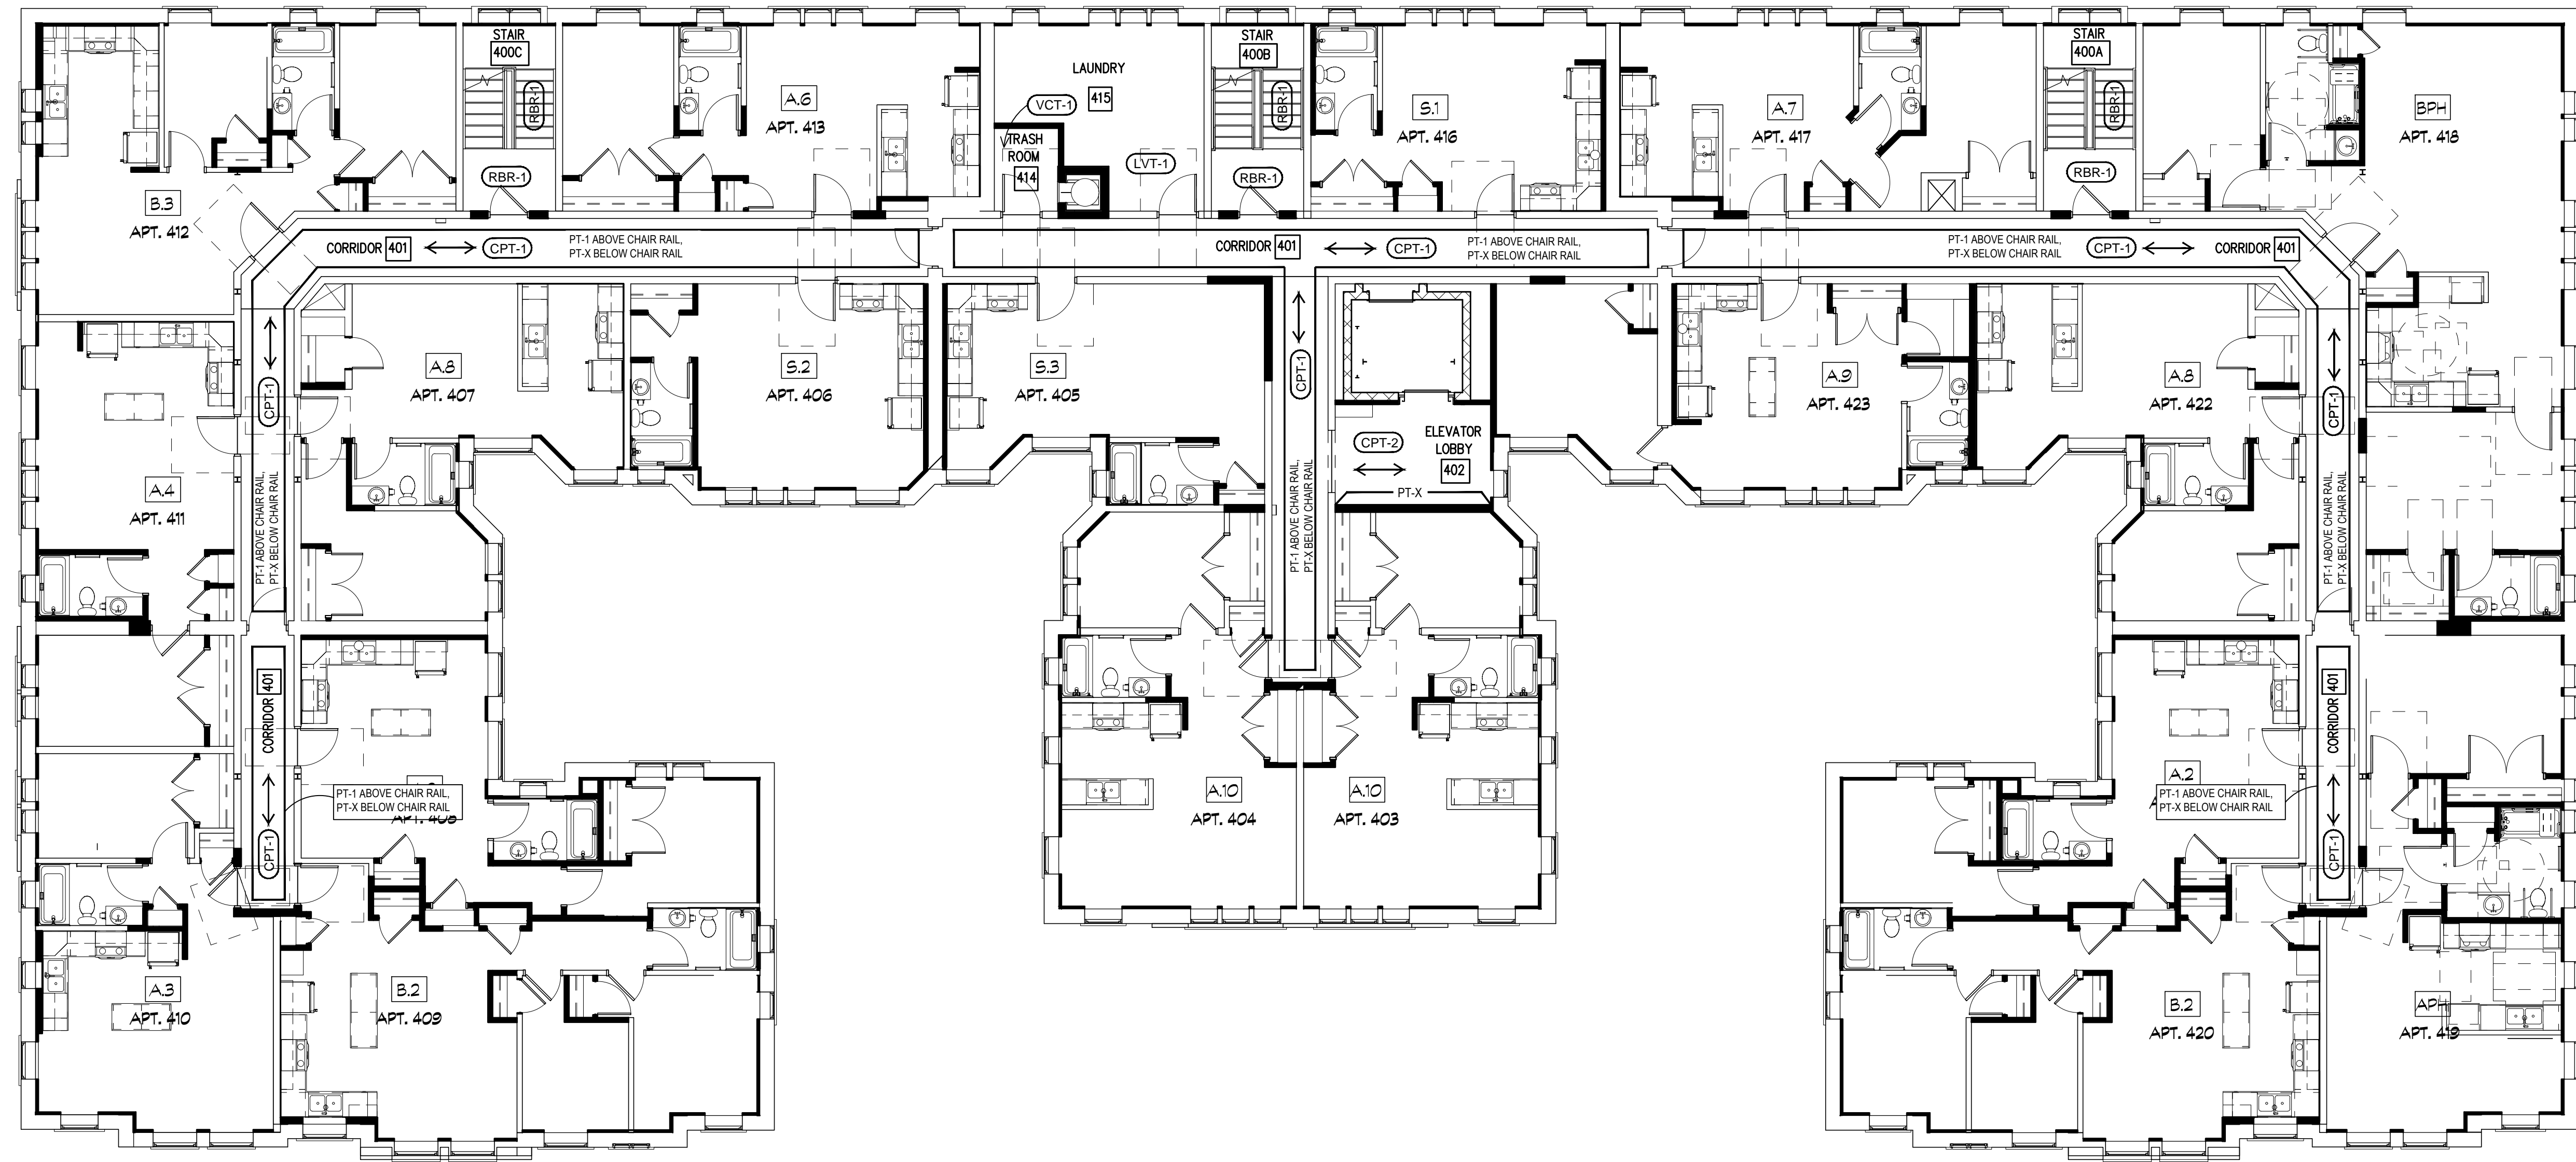 STAIR
400C
RBR-1
RBR-1
A.6
APT. 413
LAUNDRY
415
VCT-1
TRASH
ROOM
414
LVT-1
STAIR
400B
RBR-1
RBR-1
S.1
APT. 416
A.7
APT. 417
STAIR
400A
RBR-1
RBR-1
BPH
APT. 418
B.3
APT. 412
CORRIDOR 401
CPT-1
PT-1 ABOVE CHAIR RAIL,
PT-X BELOW CHAIR RAIL
CORRIDOR 401
CPT-1
PT-1 ABOVE CHAIR RAIL,
PT-X BELOW CHAIR RAIL
PT-1 ABOVE CHAIR RAIL,
PT-X BELOW CHAIR RAIL
CPT-1
CORRIDOR 401
CPT-1
PT-1 ABOVE CHAIR RAIL,
PT-X BELOW CHAIR RAIL
A.8
APT. 407
S.2
APT. 406
S.3
APT. 405
CPT-1
PT-1 ABOVE CHAIR RAIL,
PT-X BELOW CHAIR RAIL
CPT-2
ELEVATOR
LOBBY
402
PT-X
A.9
APT. 423
A.8
APT. 422
CPT-1
PT-1 ABOVE CHAIR RAIL,
PT-X BELOW CHAIR RAIL
A.4
APT. 411
CORRIDOR 401
CPT-1
PT-1 ABOVE CHAIR RAIL,
PT-X BELOW CHAIR RAIL
A.10
APT. 404
A.10
APT. 403
A.2
PT-1 ABOVE CHAIR RAIL,
PT-X BELOW CHAIR RAIL
CORRIDOR 401
CPT-1
A.3
APT. 410
B.2
APT. 409
B.2
APT. 420
APH
APT. 419